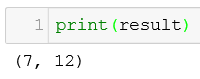 1 print(result)
(7, 12)